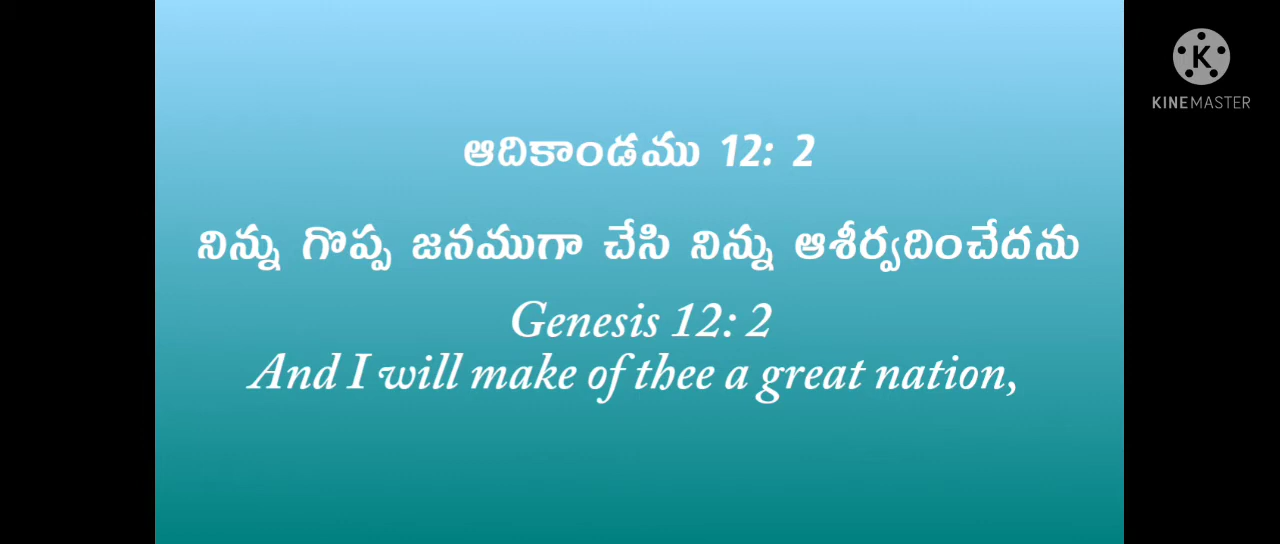 ఆదికాండము 12: 2
నిన్ను గొప్ప జనముగా చేసి నిన్ను ఆశీర్వదించేదను
Genesis 12: 2
And I will make of thee a great nation,
K
KINEMASTER